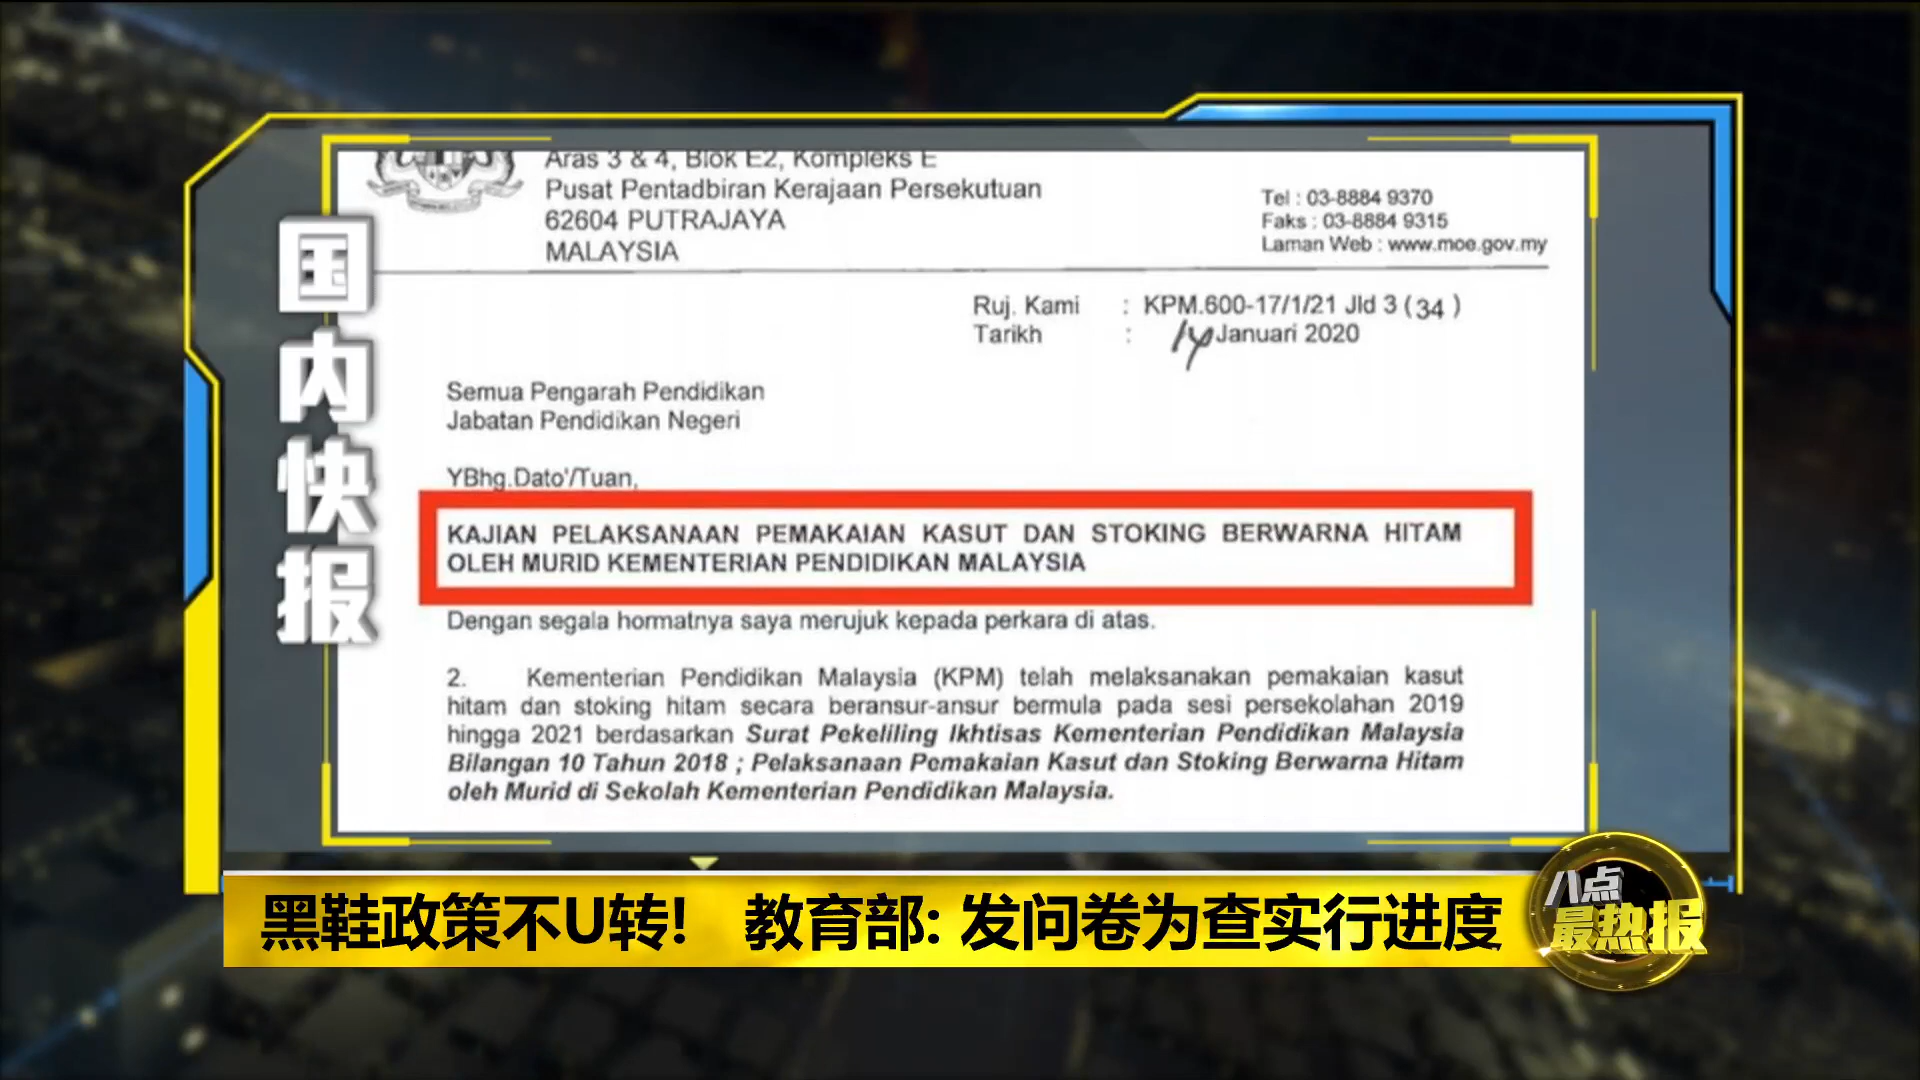 Aras 3 & 4, Blok E2, Kompleks E
Pusat Pentadbiran Kerajaan Persekutuan
62604 PUTRAJAYA
MALAYSIA
Tel : 03-8884 9370
Faks : 03-8884 9315
Laman Web : www.moe.gov.my
Ruj. Kami : KPM.600-17/1/21 Jld 3 (34)
Tarikh : 14 Januari 2020
Semua Pengarah Pendidikan
Jabatan Pendidikan Negeri
YBhg.Dato'/Tuan,
KAJIAN PELAKSANAAN PEMAKAIAN KASUT DAN STOKING BERWARNA HITAM
OLEH MURID KEMENTERIAN PENDIDIKAN MALAYSIA
Dengan segala hormatnya saya merujuk kepada perkara di atas.
2. Kementerian Pendidikan Malaysia (KPM) telah melaksanakan pemakaian kasut
hitam dan stoking hitam secara beransur-ansur bermula pada sesi persekolahan 2019
hingga 2021 berdasarkan Surat Pekeliling Ikhtisas Kementerian Pendidikan Malaysia
Bilangan 10 Tahun 2018 ; Pelaksanaan Pemakaian Kasut dan Stoking Berwarna Hitam
oleh Murid di Sekolah Kementerian Pendidikan Malaysia.
国内快报
黑鞋政策不U转! 教育部: 发问卷为查实行进度
八点
最热报